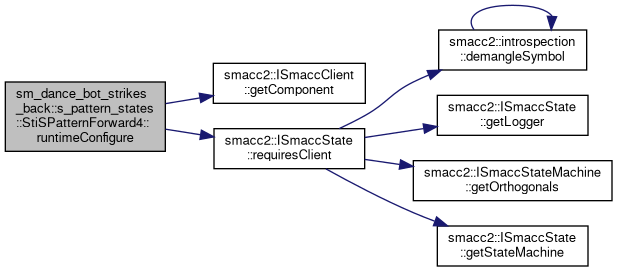 sm_dance_bot_strikes
_back::s_pattern_states
::StiSPatternForward4::
runtimeConfigure
smacc2::ISmaccClient
::getComponent
smacc2::ISmaccState
::requiresClient
smacc2::introspection
::demangleSymbol
smacc2::ISmaccState
::getLogger
smacc2::ISmaccStateMachine
::getOrthogonals
smacc2::ISmaccState
::getStateMachine